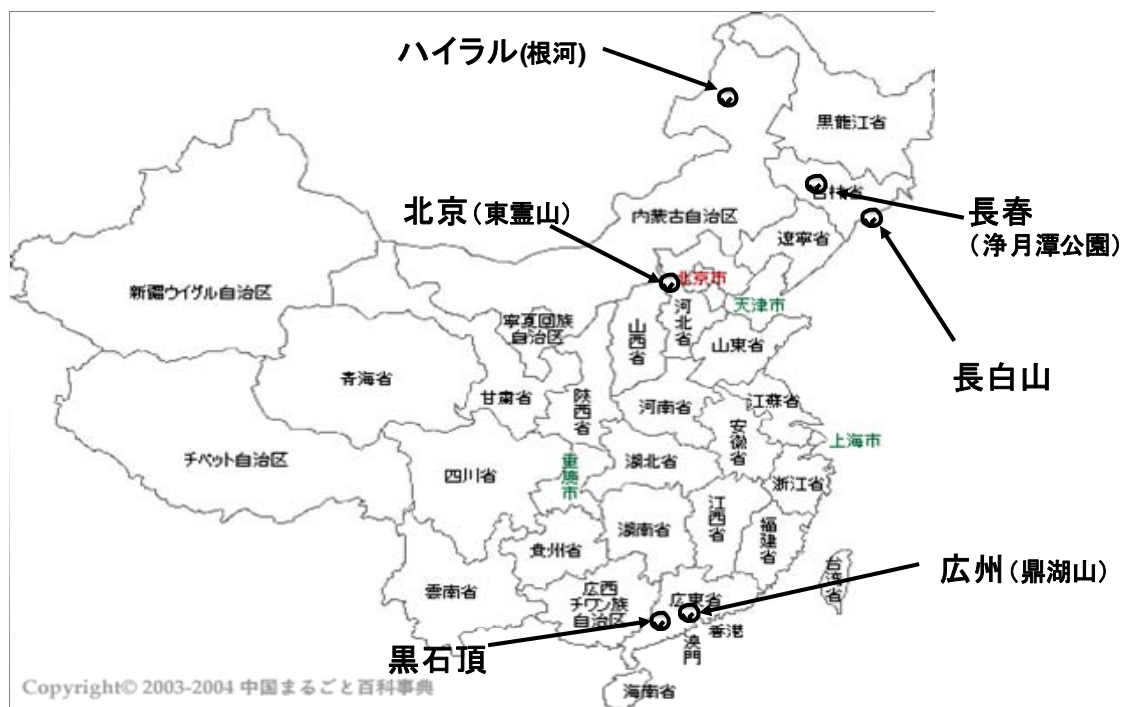 ハイラル(根河)
黒龍江省
吉林省
長春
(浄月潭公園)
北京(東霊山)
内蒙古自治区
遼寧省
北京市
新疆ウイグル自治区
天津市
寧夏回族
自治区
河北省
山西省
山東省
長白山
青海省
甘粛省
陝西省
河南省
江蘇省
安徽省
上海市
チベット自治区
四川省
重慶市
湖北省
浙江省
湖南省
江西省
福建省
貴州省
広州(鼎湖山)
台湾省
雲南省
広西
チワン族
自治区
広東省
香港
澳門
黒石頂
海南省
Copyright© 2003-2004 中国まるごと百科事典